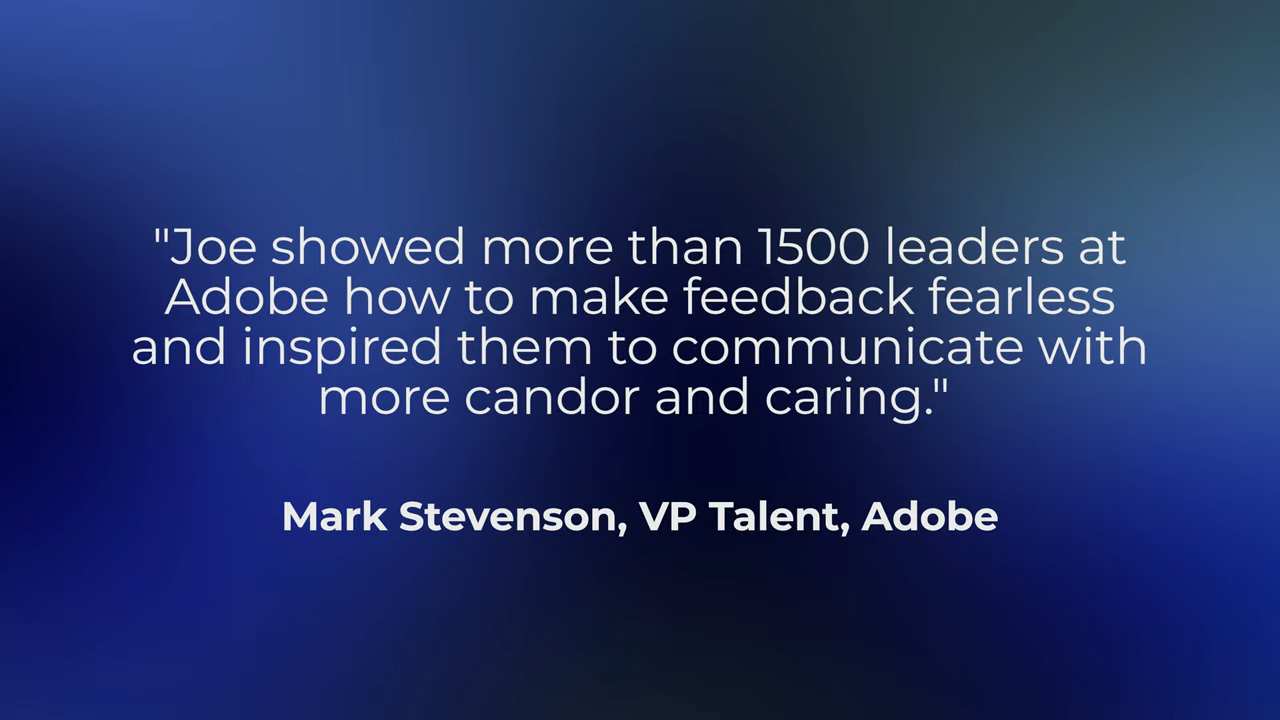 "Joe showed more than 1500 leaders at
Adobe how to make feedback fearless
and inspired them to communicate with
more candor and caring."
Mark Stevenson, VP Talent, Adobe